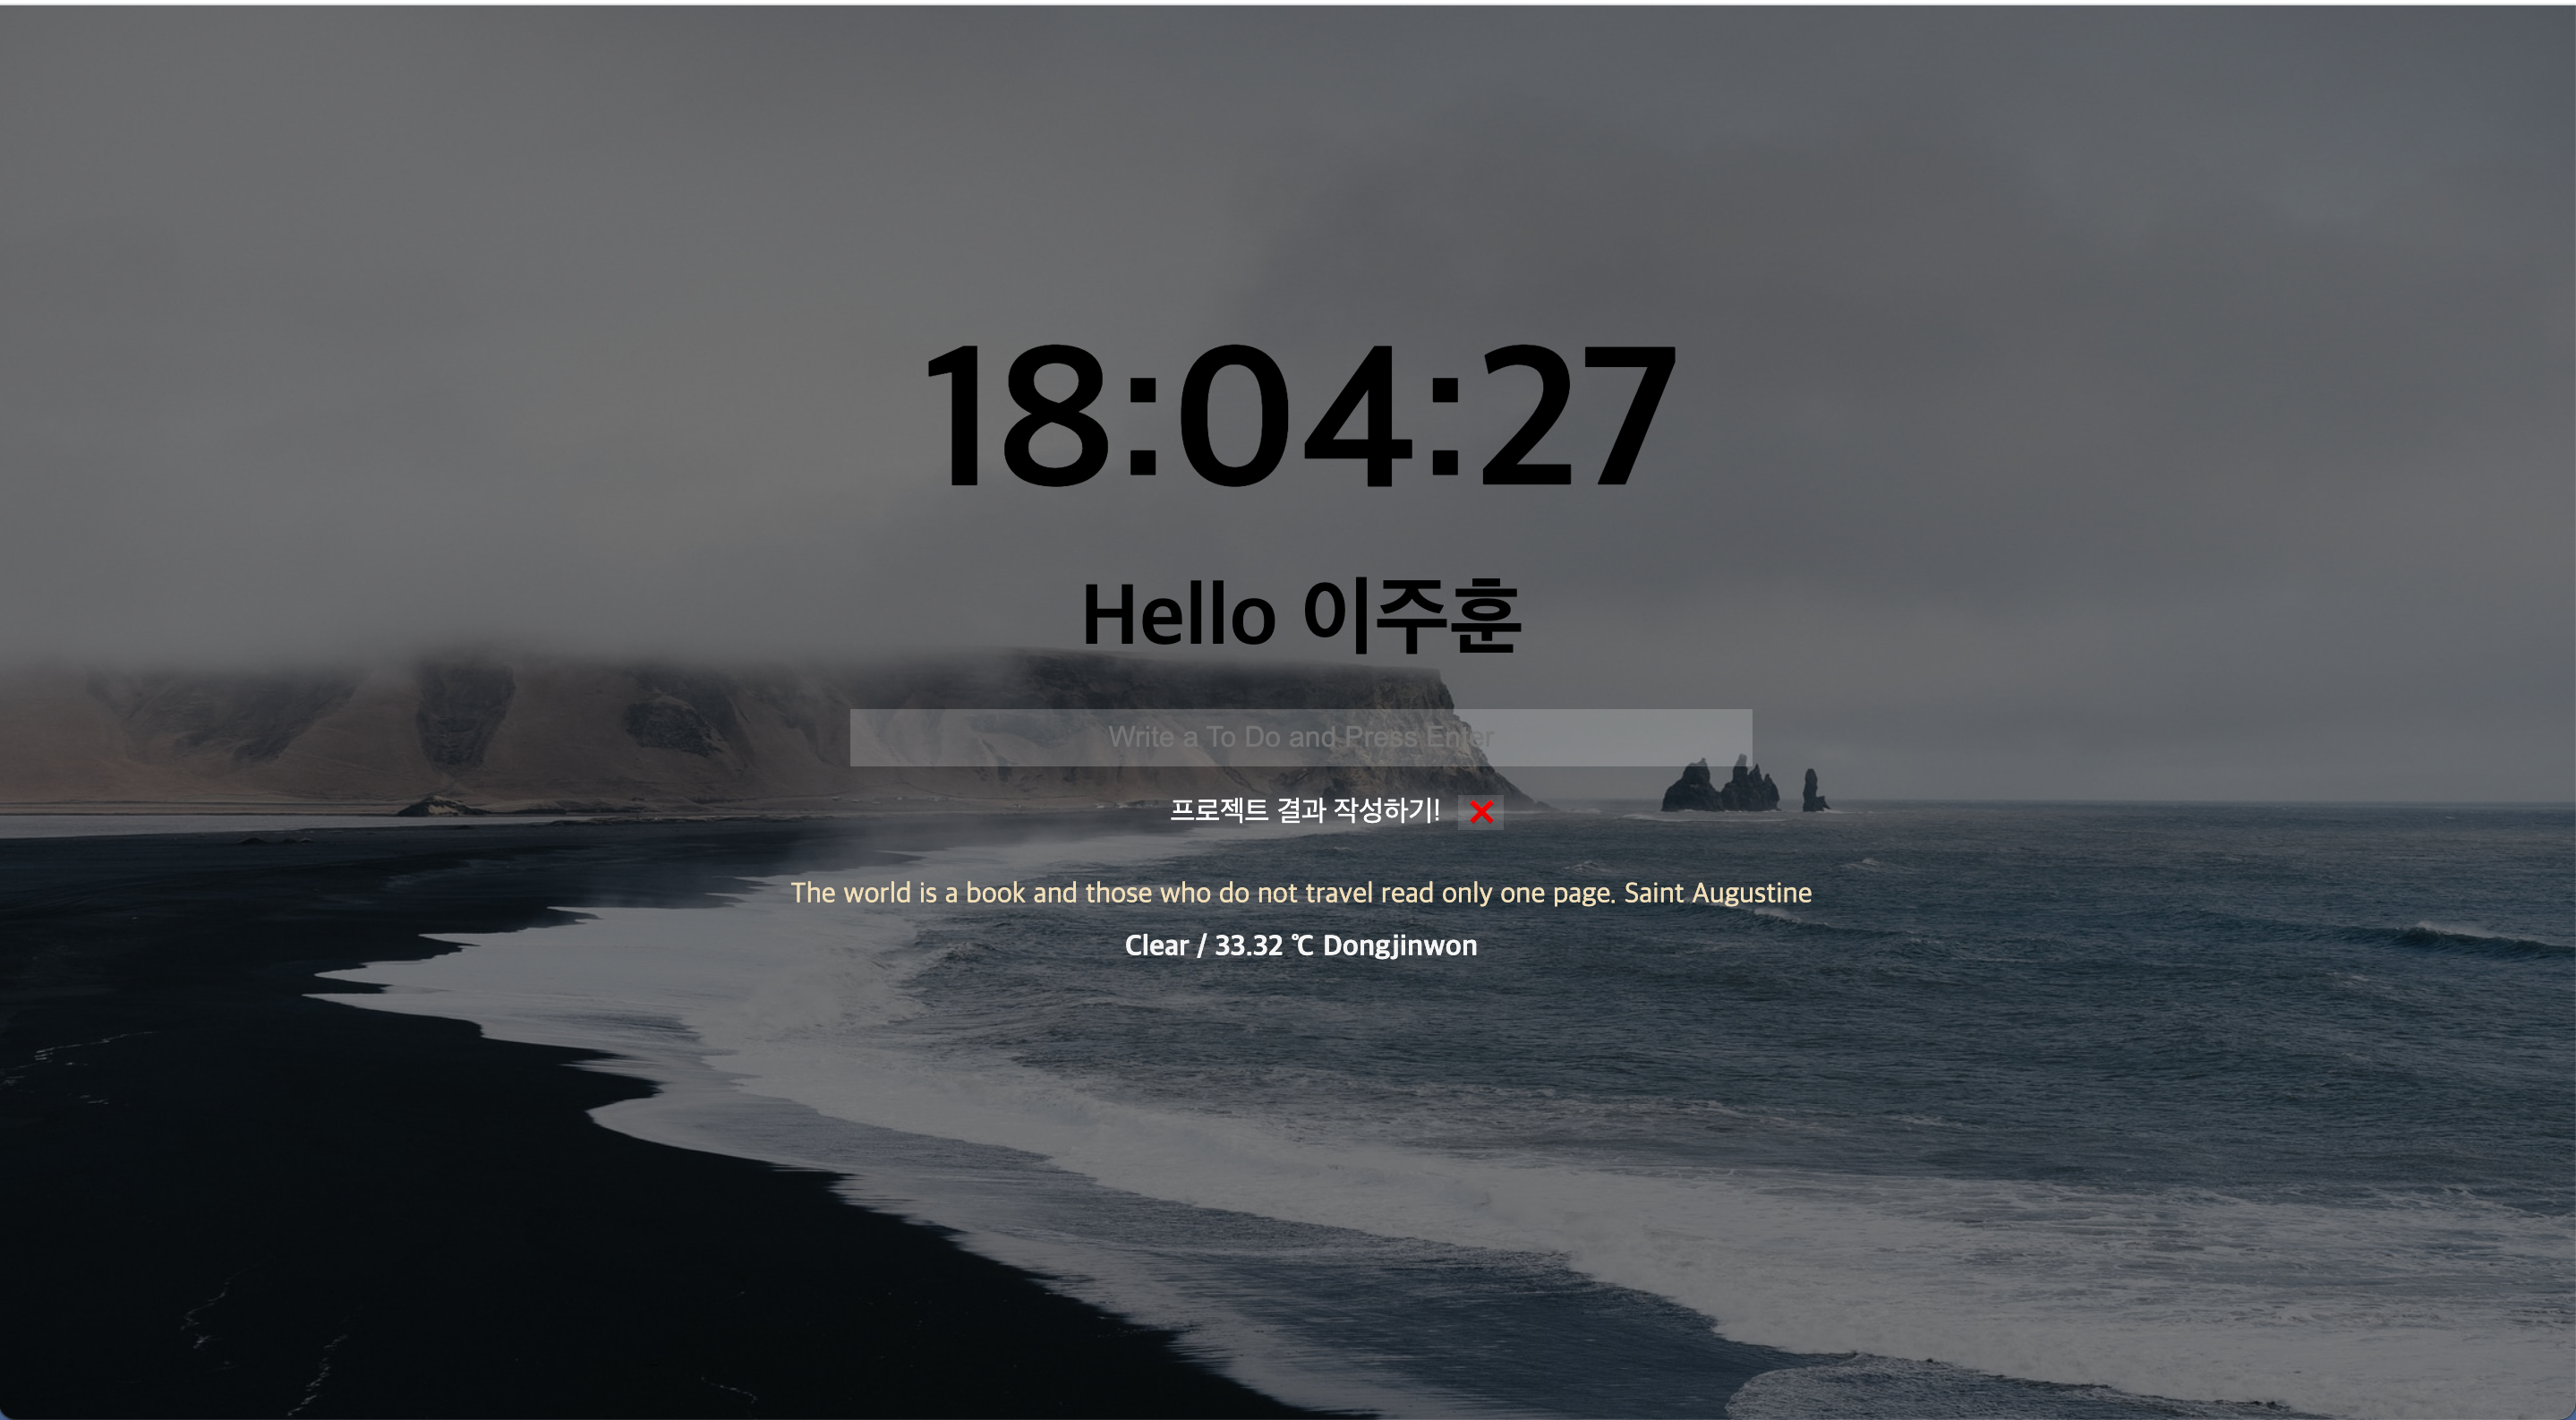 18:04:27
Hello 이주훈
Write a To Do and Press Enter
프로젝트 결과 작성하기! ❌
The world is a book and those who do not travel read only one page. Saint Augustine
Clear / 33.32 ℃ Dongjinwon